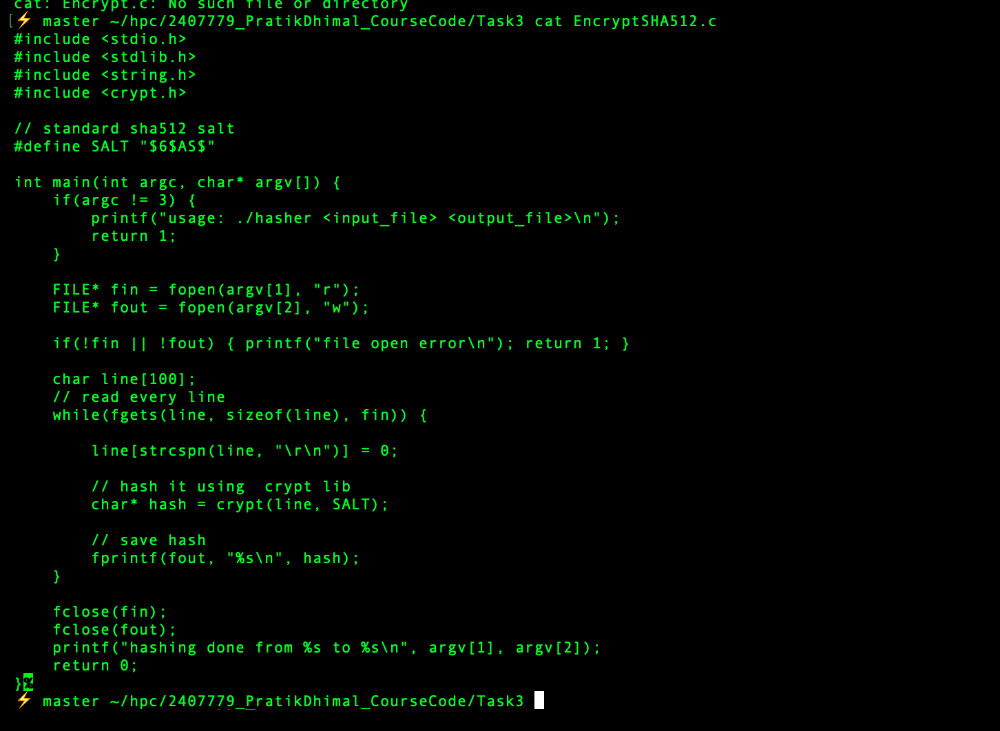 cat: Encrypt.c: No such file or directory
[⚡ master ~/hpc/2407779_PratikDhimal_CourseCode/Task3 cat EncryptSHA512.c
#include <stdio.h>
#include <stdlib.h>
#include <string.h>
#include <crypt.h>

// standard sha512 salt
#define SALT "$6$AS$"

int main(int argc, char* argv[]) {
    if(argc != 3) {
        printf("usage: ./hasher <input_file> <output_file>\n");
        return 1;
    }

    FILE* fin = fopen(argv[1], "r");
    FILE* fout = fopen(argv[2], "w");

    if(!fin || !fout) { printf("file open error\n"); return 1; }

    char line[100];
    // read every line
    while(fgets(line, sizeof(line), fin)) {

        line[strcspn(line, "\r\n")] = 0;

        // hash it using  crypt lib
        char* hash = crypt(line, SALT);

        // save hash
        fprintf(fout, "%s\n", hash);
    }

    fclose(fin);
    fclose(fout);
    printf("hashing done from %s to %s\n", argv[1], argv[2]);
    return 0;
}%
⚡ master ~/hpc/2407779_PratikDhimal_CourseCode/Task3